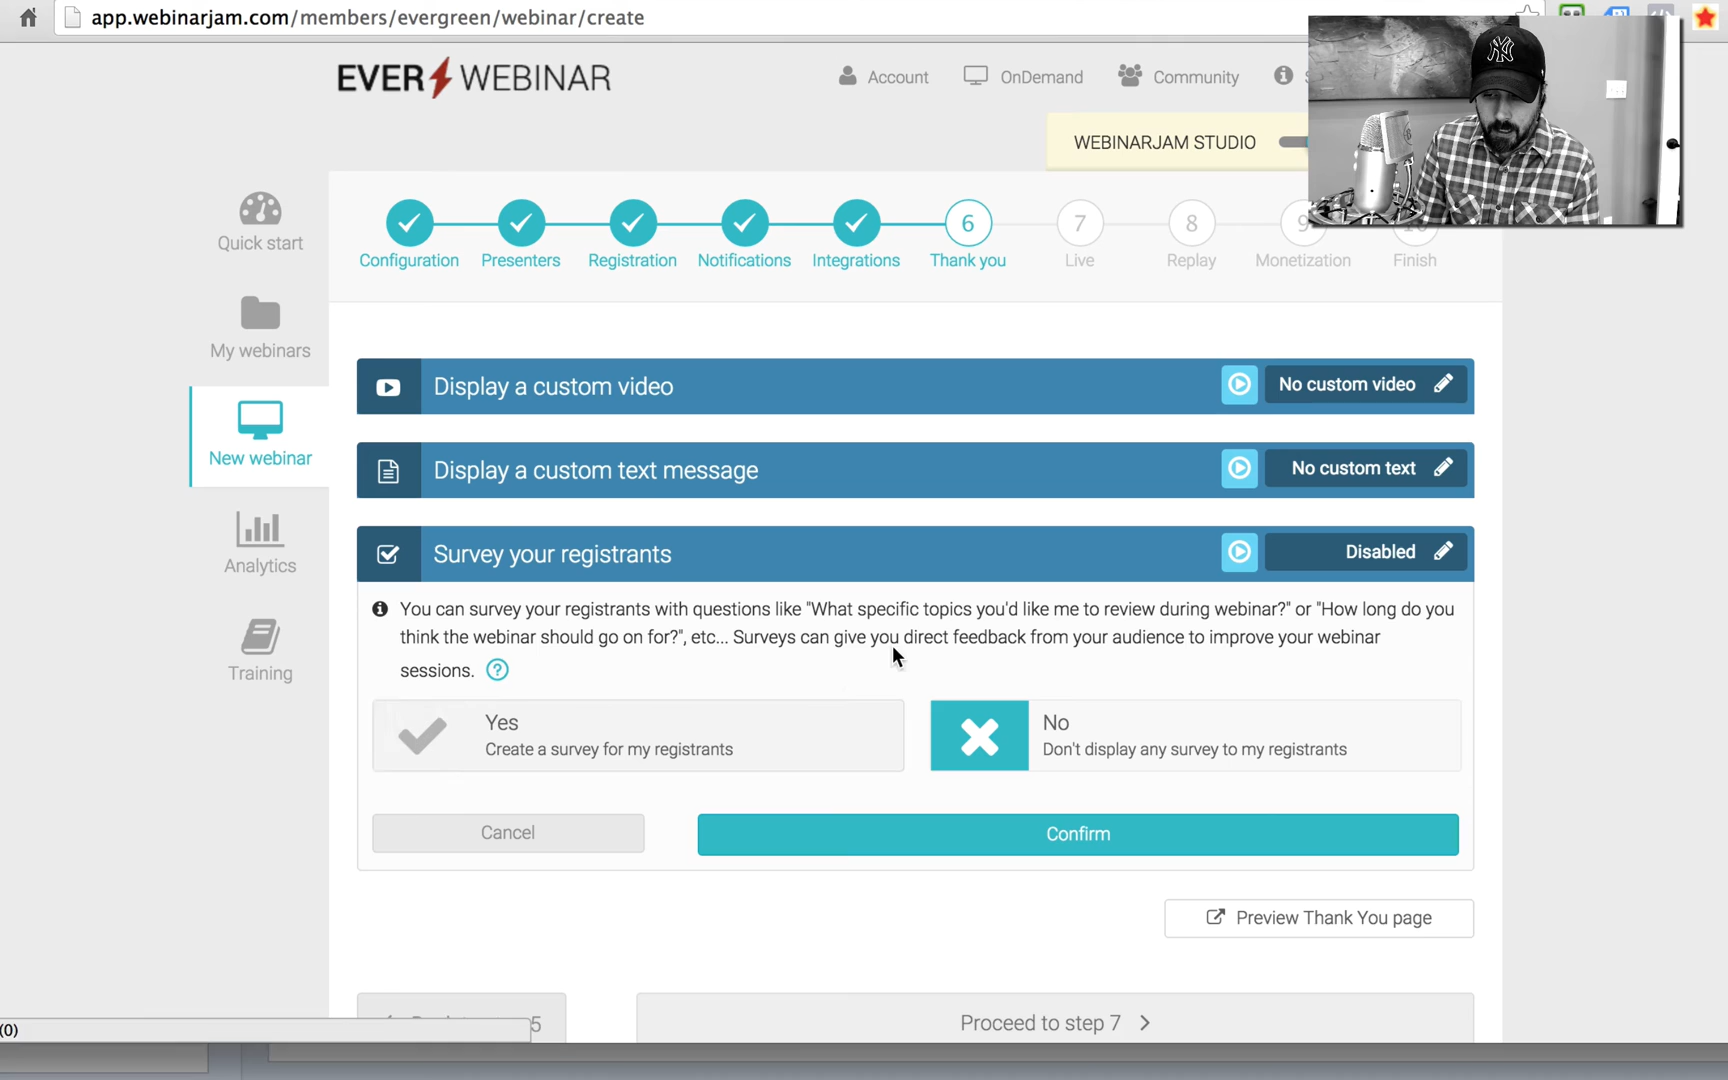 app.webinarjam.com/members/evergreen/webinar/create
EVER WEBINAR
Account
OnDemand
Community
WEBINARJAM STUDIO
6
7
8
9
Configuration
Presenters
Registration
Notifications
Integrations
Thank you
Live
Replay
Monetization
Finish
Quick start
My webinars
New webinar
Analytics
Training
Display a custom video
No custom video
Display a custom text message
No custom text
Survey your registrants
Disabled
You can survey your registrants with questions like "What specific topics you'd like me to review during webinar?" or "How long do you
think the webinar should go on for?", etc... Surveys can give you direct feedback from your audience to improve your webinar
sessions. ?
Yes
Create a survey for my registrants
No
Don't display any survey to my registrants
Cancel
Confirm
Preview Thank You page
5
Proceed to step 7
(0)